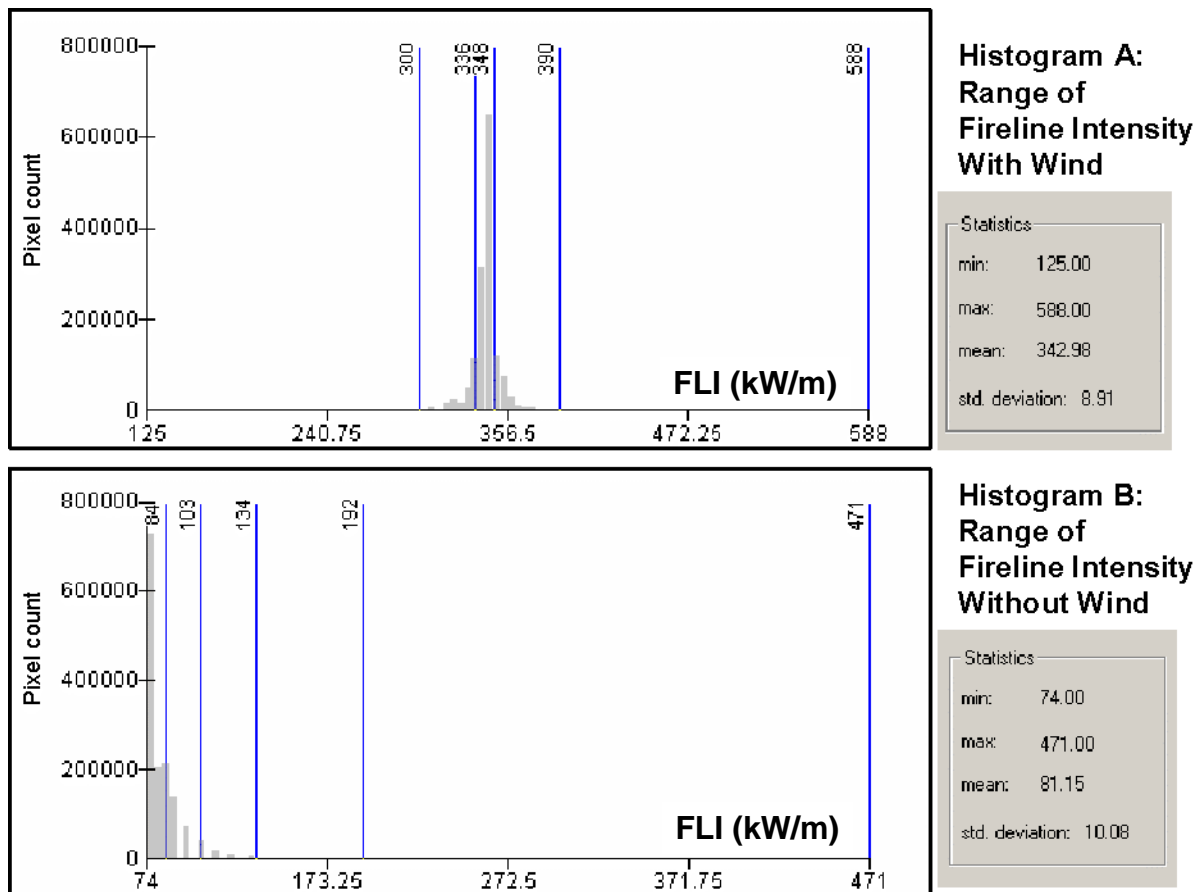 800000
600000
400000
200000
0
Pixel count
300
336
348
390
588
FLI (kW/m)
125
240.75
356.5
472.25
588
Histogram A:
Range of
Fireline Intensity
With Wind
Statistics
min: 125.00
max: 588.00
mean: 342.98
std. deviation: 8.91
800000
600000
400000
200000
0
Pixel count
84
103
134
192
471
FLI (kW/m)
74
173.25
272.5
371.75
471
Histogram B:
Range of
Fireline Intensity
Without Wind
Statistics
min: 74.00
max: 471.00
mean: 81.15
std. deviation: 10.08